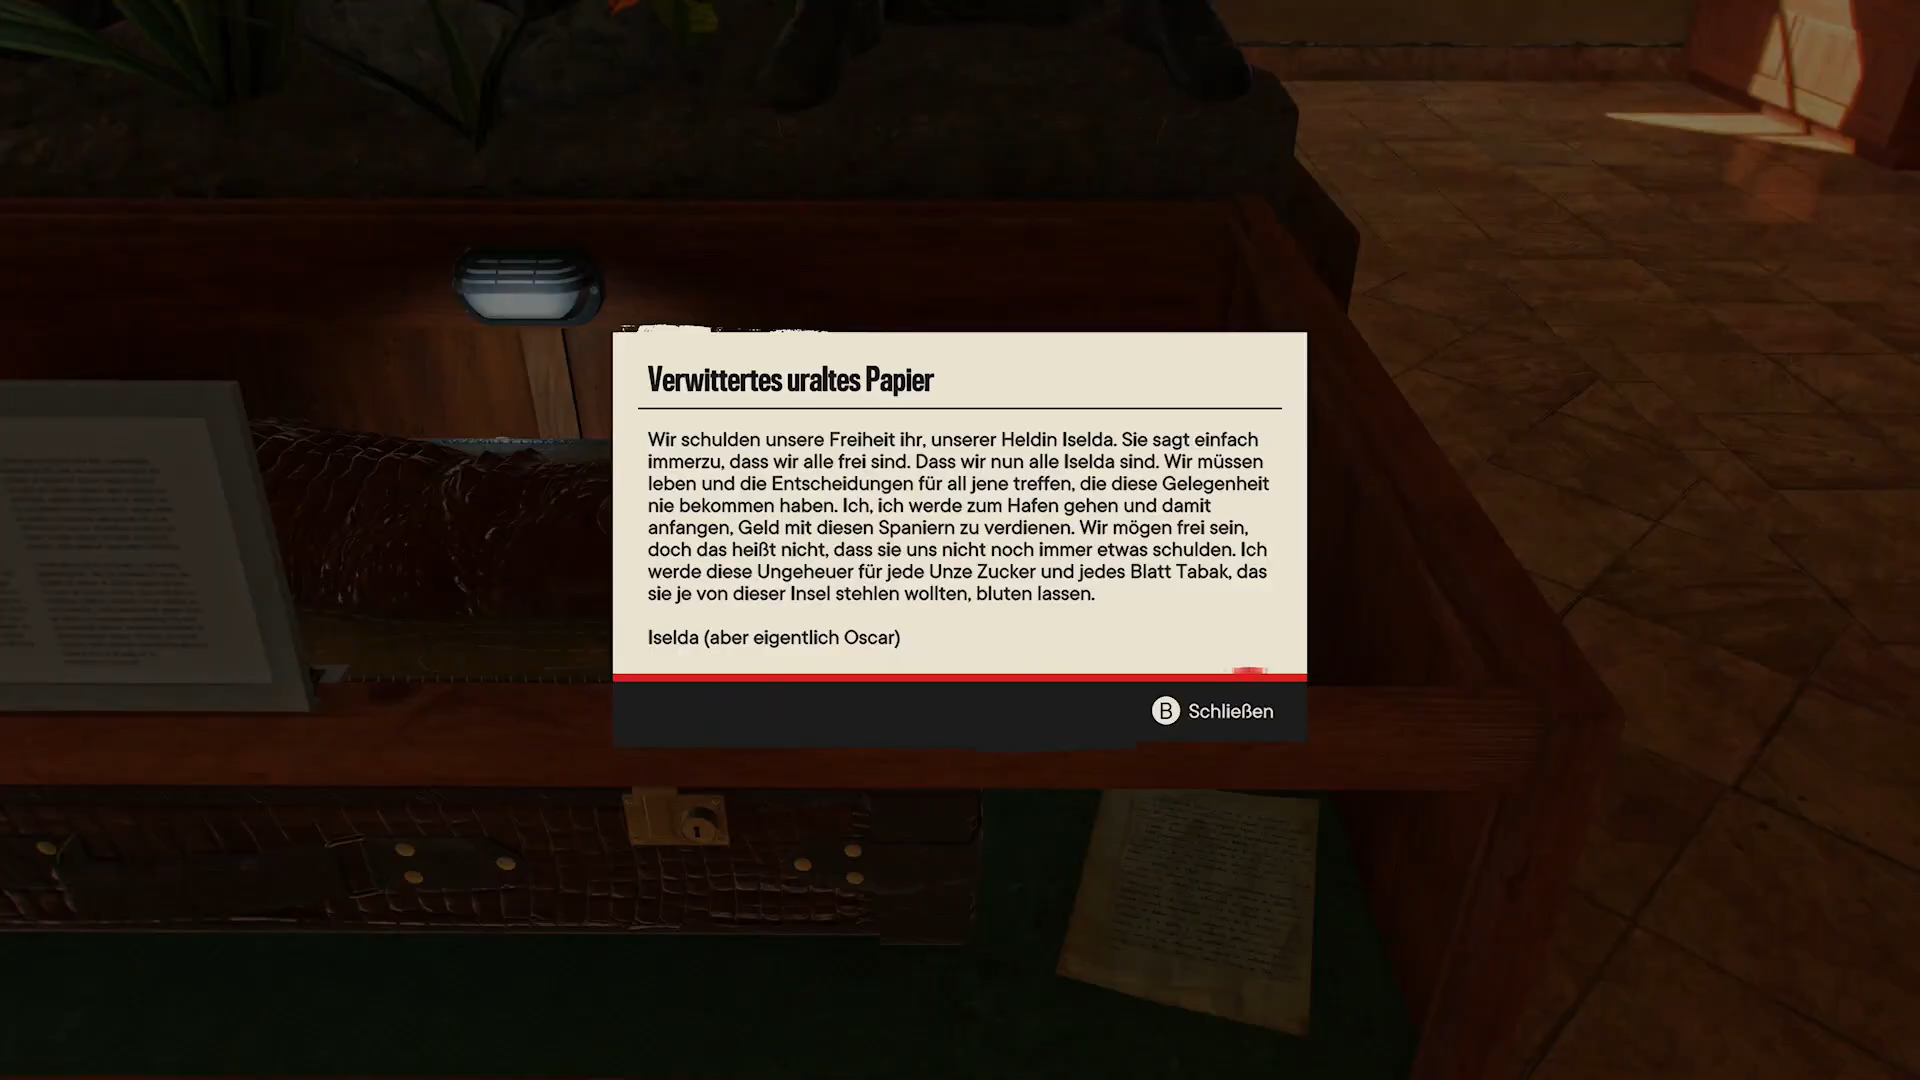 Verwittertes uraltes Papier
Wir schulden unsere Freiheit ihr, unserer Heldin Iselda. Sie sagt einfach
immerzu, dass wir alle frei sind. Dass wir nun alle Iselda sind. Wir müssen
leben und die Entscheidungen für all jene treffen, die diese Gelegenheit
nie bekommen haben. Ich, ich werde zum Hafen gehen und damit
anfangen, Geld mit diesen Spaniern zu verdienen. Wir mögen frei sein,
doch das heißt nicht, dass sie uns nicht noch immer etwas schulden. Ich
werde diese Ungeheuer für jede Unze Zucker und jedes Blatt Tabak, das
sie je von dieser Insel stehlen wollten, bluten lassen.
Iselda (aber eigentlich Oscar)
B Schließen